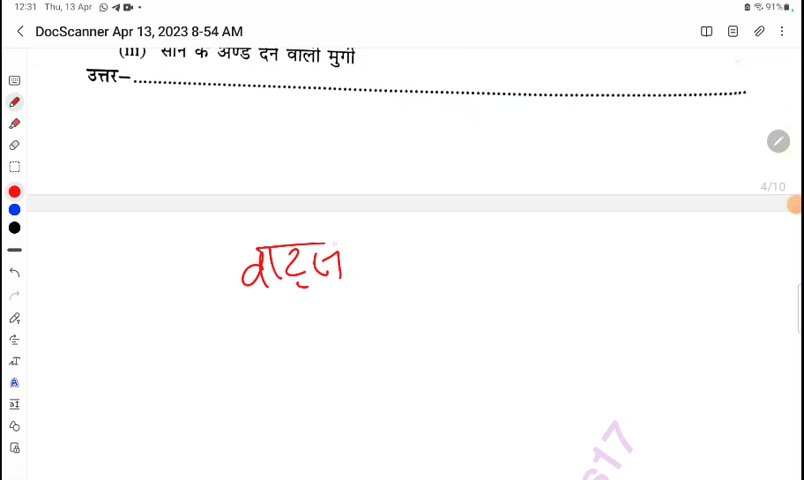 12:31 Thu, 13 Apr 91%
DocScanner Apr 13, 2023 8-54 AM
(iii) सोने के अण्डे देने वाली मुर्गी
उत्तर–
4/10
617